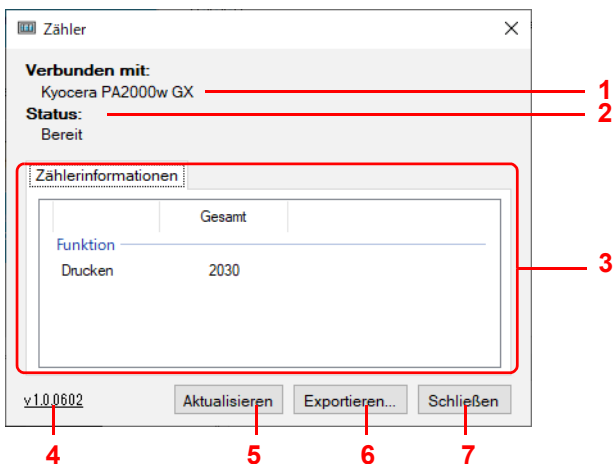 Zähler
Verbunden mit:
Kyocera PA2000w GX
1
Status:
2
Bereit
Zählerinformationen
Gesamt
Funktion
3
Drucken 2030
v1.0.0602 Aktualisieren Exportieren... Schließen
4 5 6 7